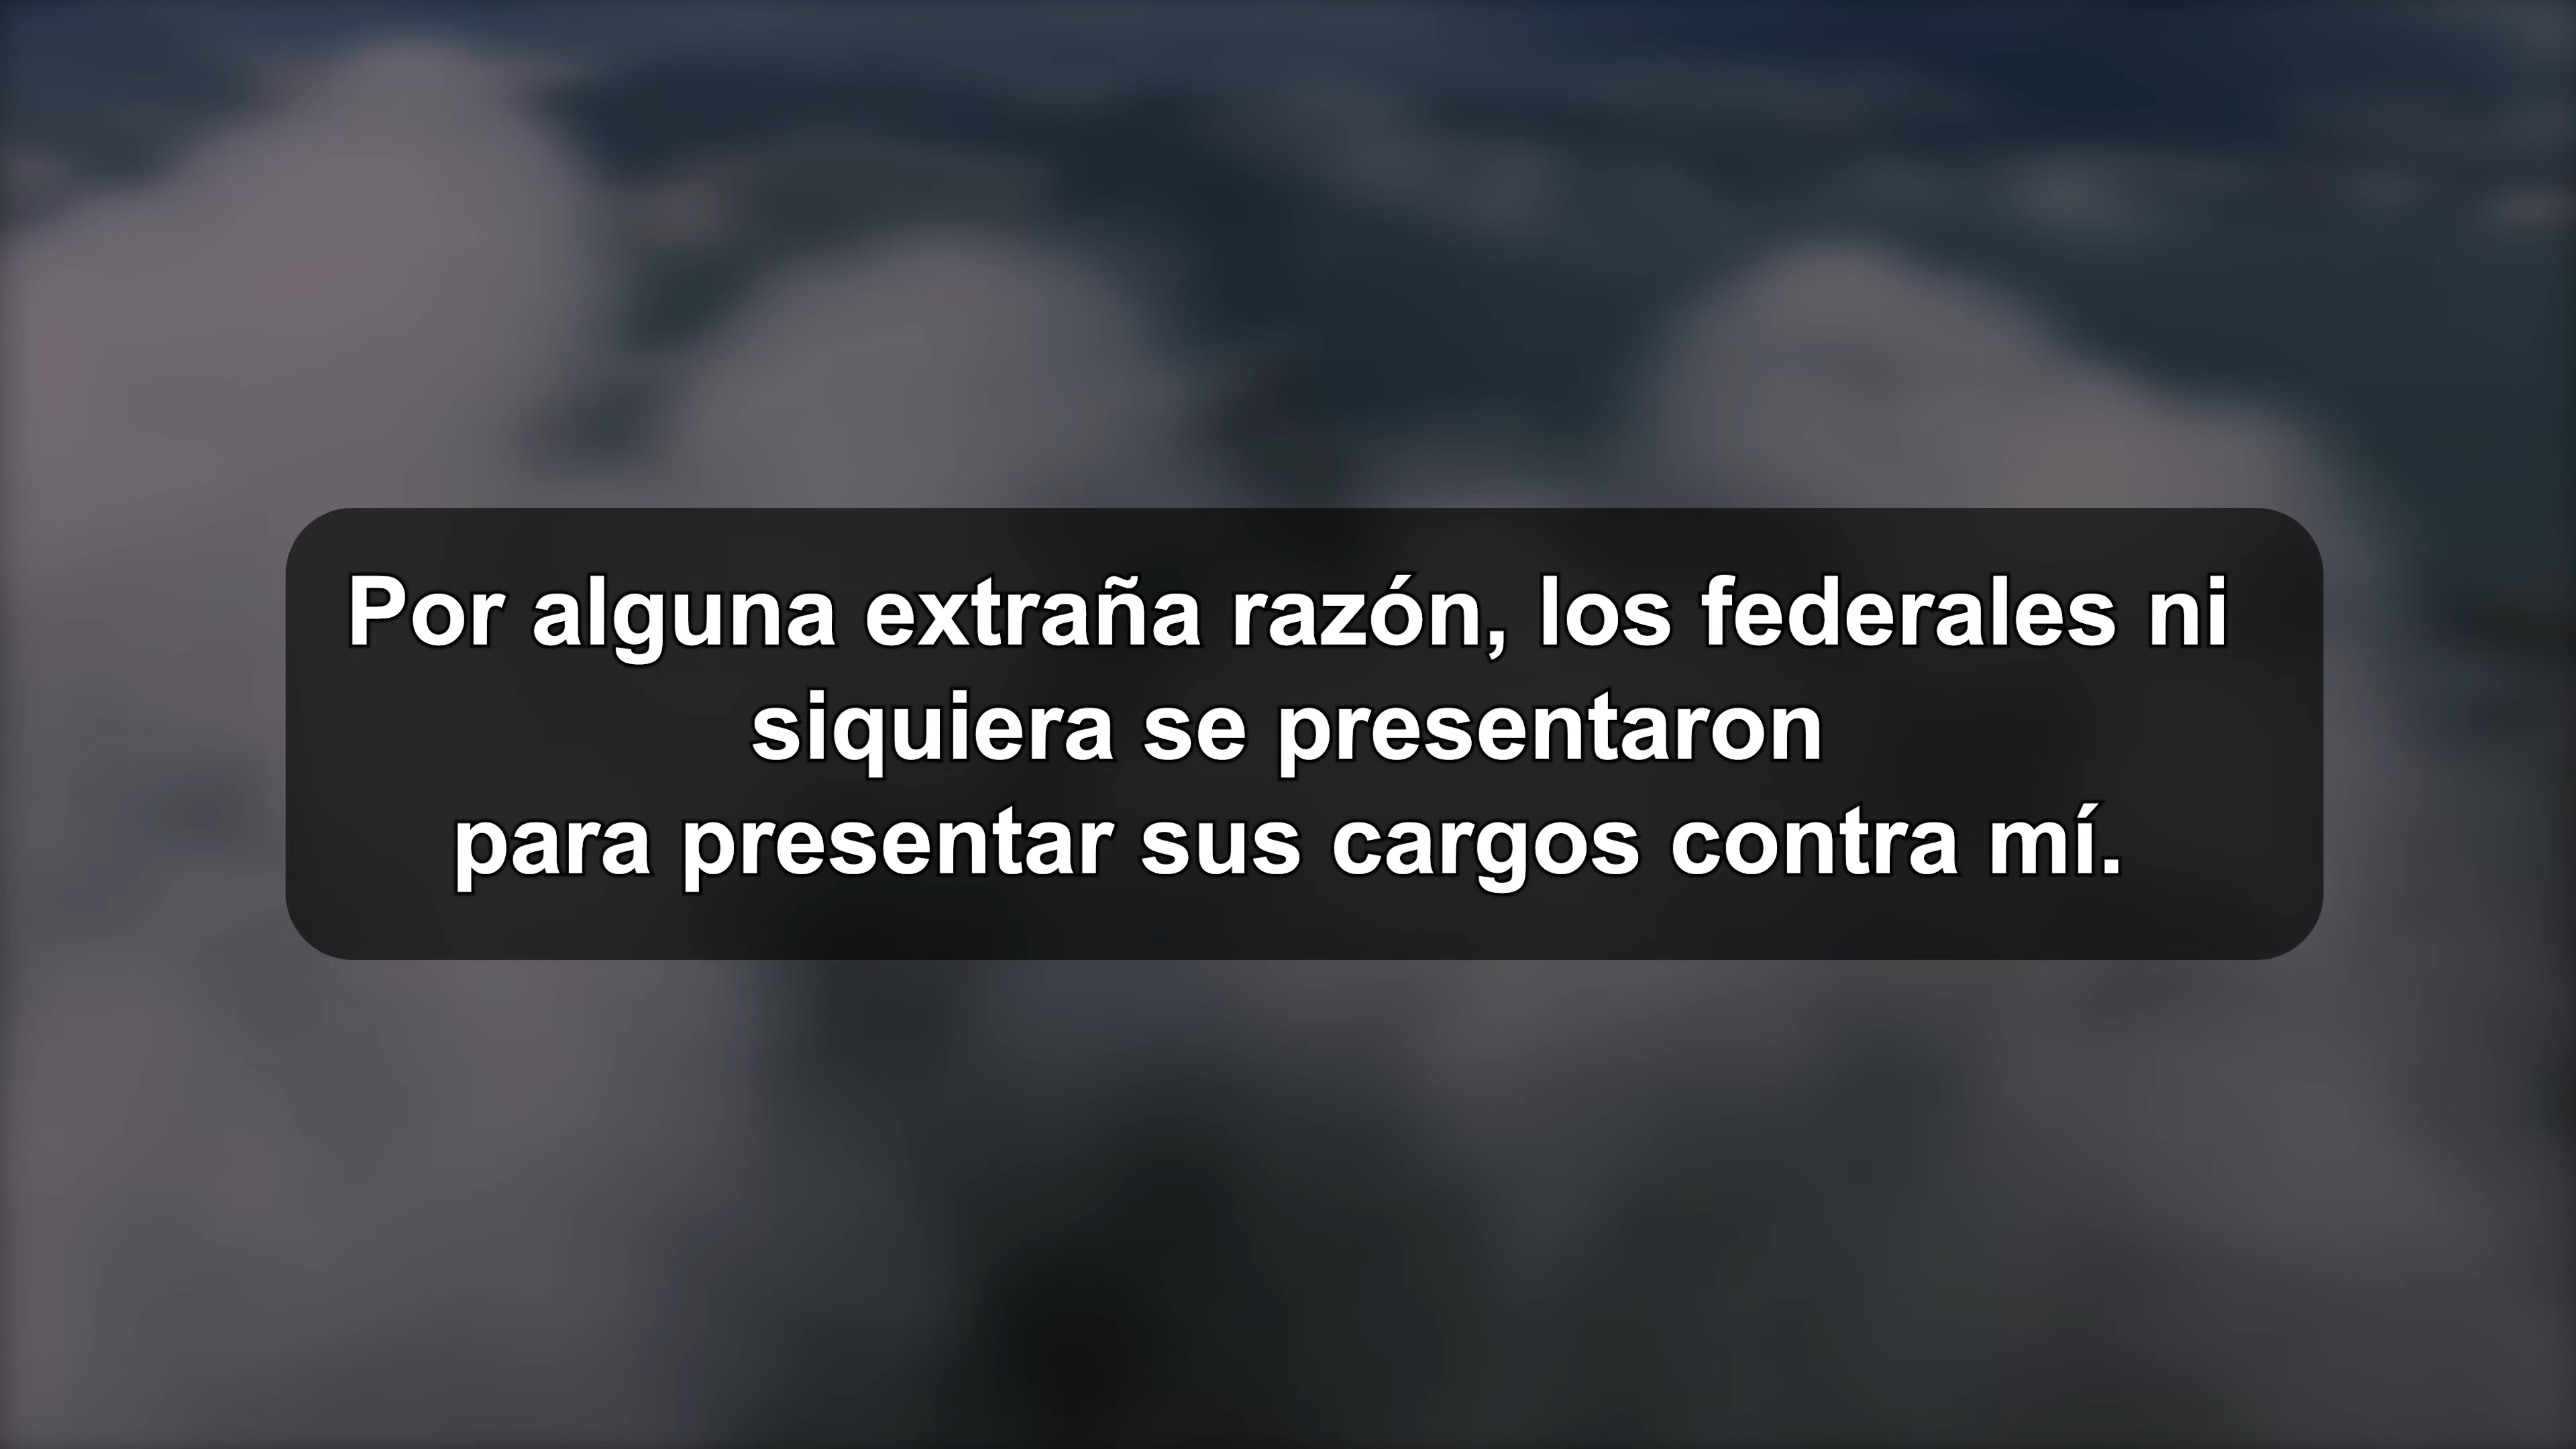 Por alguna extraña razón, los federales ni
siquiera se presentaron
para presentar sus cargos contra mí.